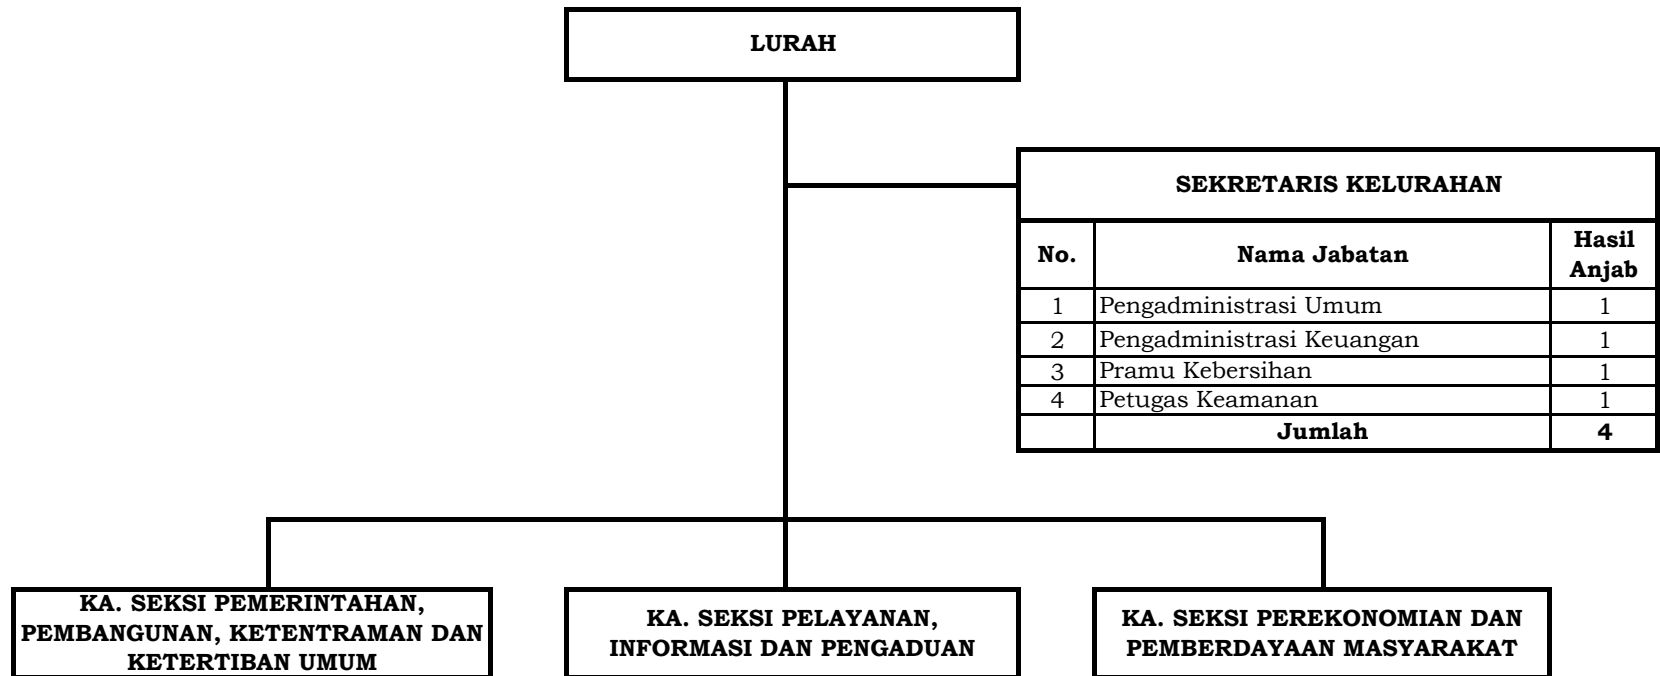 LURAH
SEKRETARIS KELURAHAN
No. Nama Jabatan Hasil Anjab
1 Pengadministrasi Umum 1
2 Pengadministrasi Keuangan 1
3 Pramu Kebersihan 1
4 Petugas Keamanan 1
Jumlah 4
KA. SEKSI PEMERINTAHAN,
PEMBANGUNAN, KETENTRAMAN DAN
KETERTIBAN UMUM
KA. SEKSI PELAYANAN,
INFORMASI DAN PENGADUAN
KA. SEKSI PEREKONOMIAN DAN
PEMBERDAYAAN MASYARAKAT